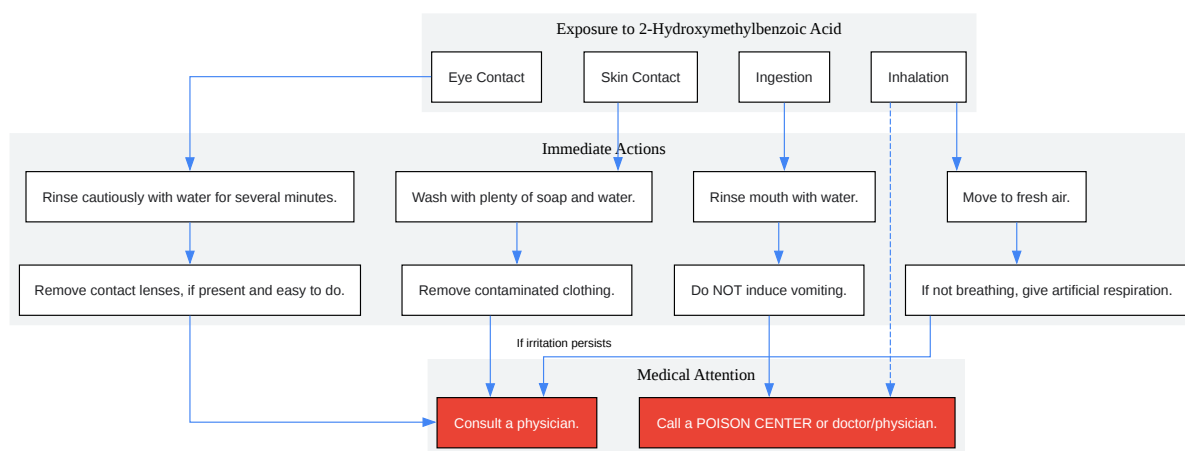 Exposure to 2-Hydroxymethylbenzoic Acid
Eye Contact
Skin Contact
Ingestion
Inhalation
Immediate Actions
Rinse cautiously with water for several minutes.
Wash with plenty of soap and water.
Rinse mouth with water.
Move to fresh air.
Remove contact lenses, if present and easy to do.
Remove contaminated clothing.
Do NOT induce vomiting.
If not breathing, give artificial respiration.
If irritation persists
Medical Attention
Consult a physician.
Call a POISON CENTER or doctor/physician.